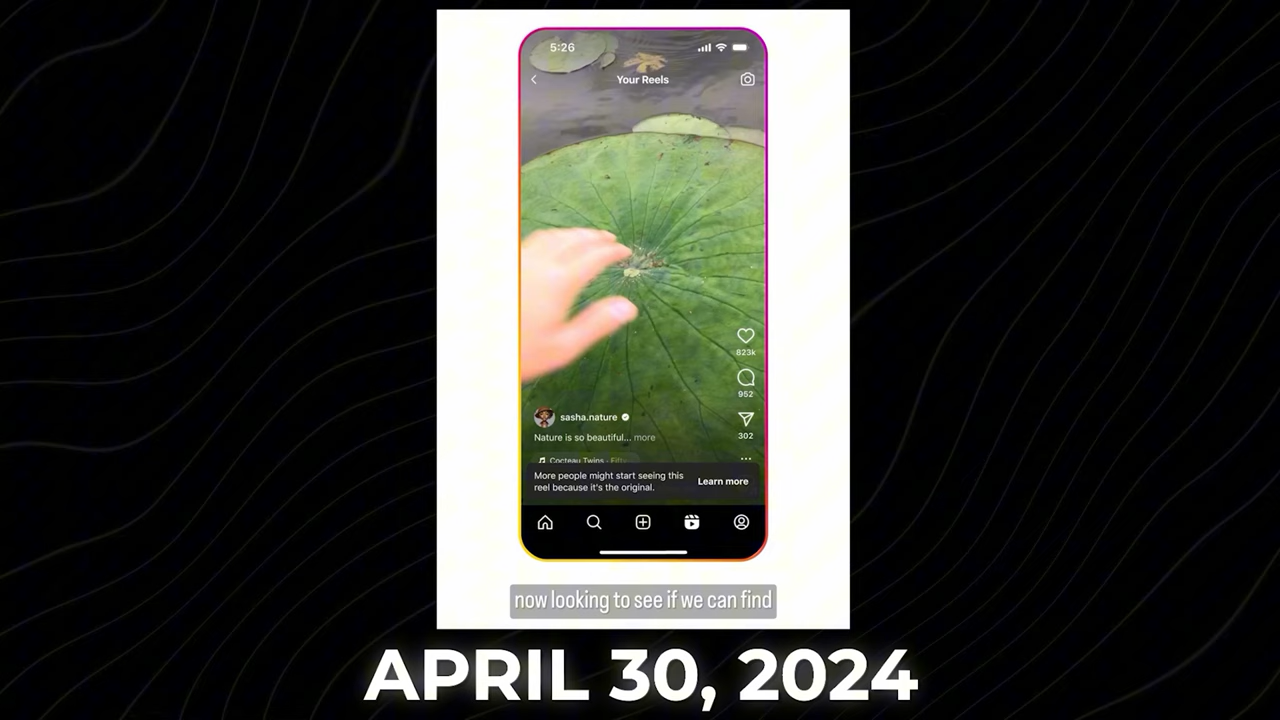 5:26
Your Reels
823k
952
sasha.nature
302
Nature is so beautiful... more
Cocteau Twins · Fift
More people might start seeing this
reel because it's the original.
Learn more
now looking to see if we can find
APRIL 30, 2024